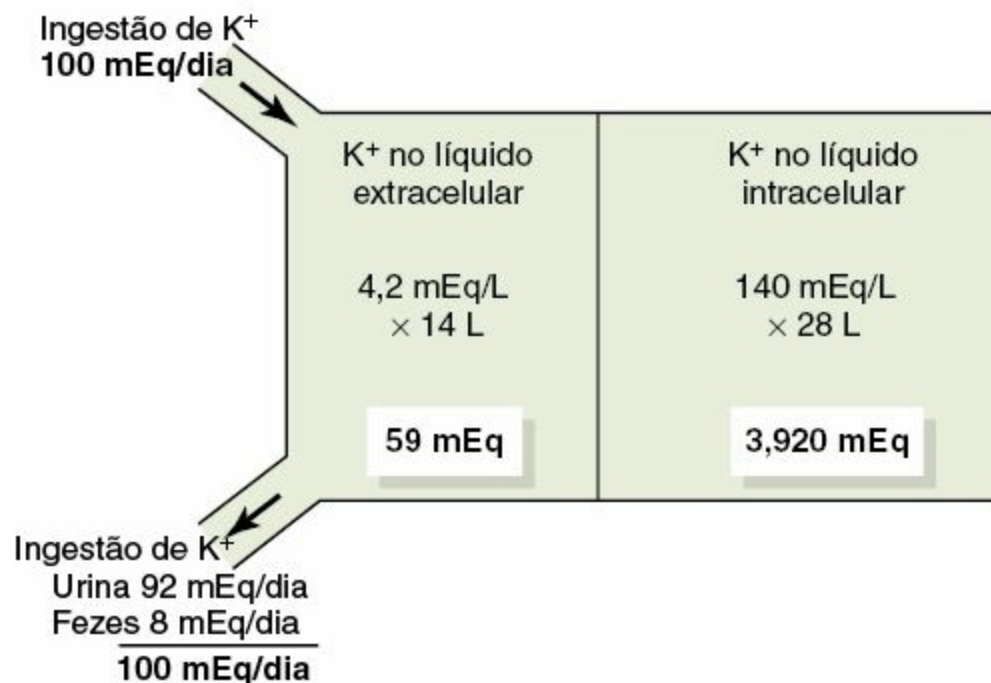 Ingestão de K⁺
100 mEq/dia
K⁺ no líquido
extracelular
4,2 mEq/L
× 14 L
59 mEq
K⁺ no líquido
intracelular
140 mEq/L
× 28 L
3,920 mEq
Ingestão de K⁺
Urina 92 mEq/dia
Fezes 8 mEq/dia
100 mEq/dia